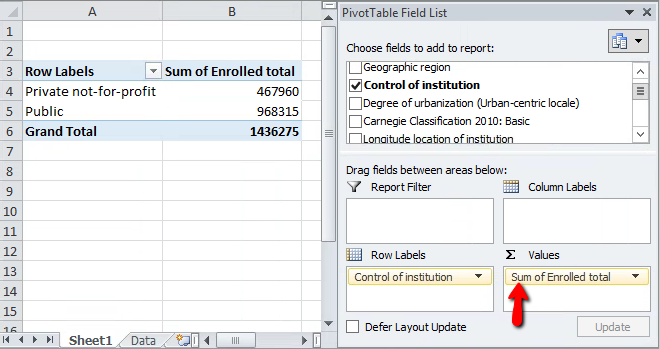 A B
PivotTable Field List
1
2
Choose fields to add to report:
Geographic region
3 Row Labels Sum of Enrolled total
Control of institution
4 Private not-for-profit 467960
Degree of urbanization (Urban-centric locale)
5 Public 968315
Carnegie Classification 2010: Basic
6 Grand Total 1436275
Longitude location of institution
7
8
Drag fields between areas below:
9
Report Filter Column Labels
10
11
12
Row Labels Σ Values
13
Control of institution Sum of Enrolled total
14
15
Defer Layout Update Update
16
Sheet1 Data